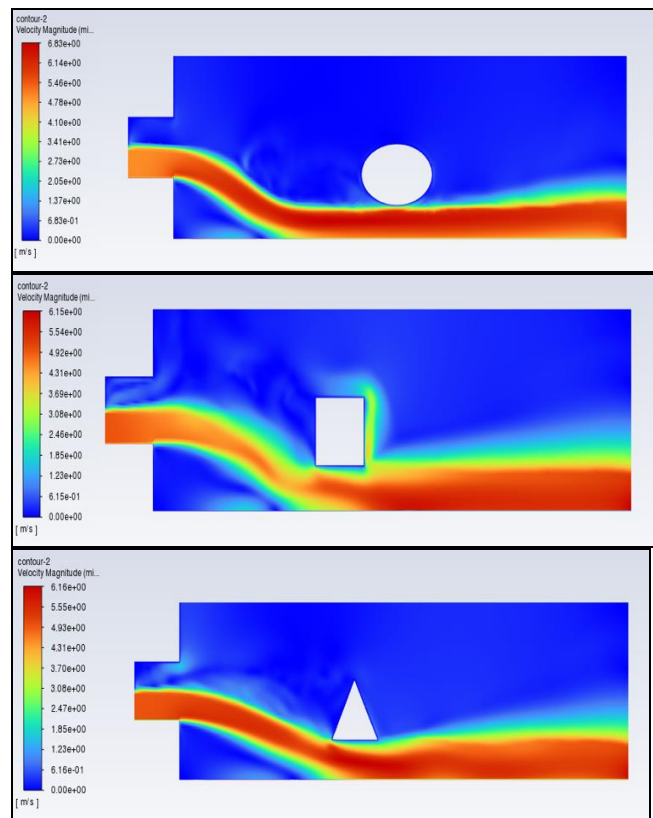 contour-2
Velocity Magnitude (mi...
6.83e+00
6.14e+00
5.46e+00
4.78e+00
4.10e+00
3.41e+00
2.73e+00
2.05e+00
1.37e+00
6.83e-01
0.00e+00
[ m/s ]
contour-2
Velocity Magnitude (mi...
6.15e+00
5.54e+00
4.92e+00
4.31e+00
3.69e+00
3.08e+00
2.46e+00
1.85e+00
1.23e+00
6.15e-01
0.00e+00
[ m/s ]
contour-2
Velocity Magnitude (mi...
6.16e+00
5.55e+00
4.93e+00
4.31e+00
3.70e+00
3.08e+00
2.47e+00
1.85e+00
1.23e+00
6.16e-01
0.00e+00
[ m/s ]